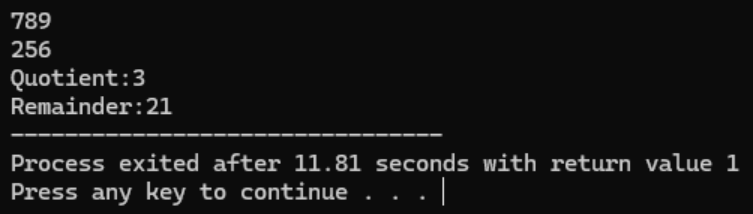 789
256
Quotient:3
Remainder:21
--------------------------------
Process exited after 11.81 seconds with return value 1
Press any key to continue . . .